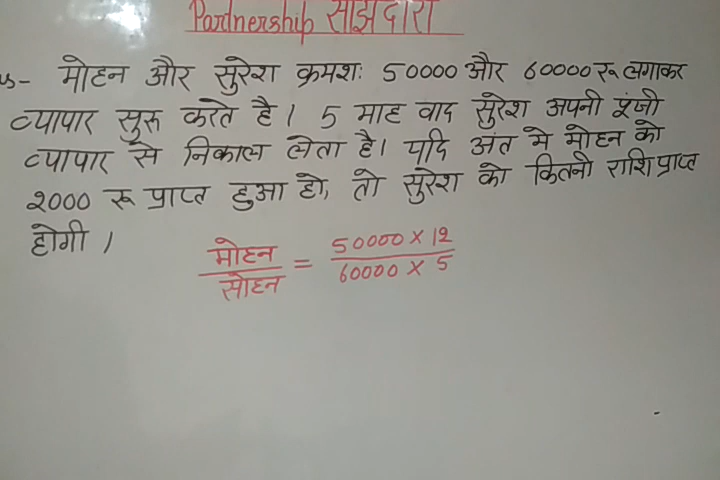 Partnership साझेदारी
मोहन और सुरेश क्रमशः 50000 और 60000 रू लगाकर
व्यापार सुरू करते है। 5 माह वाद सुरेश अपनी पूंजी
व्यापार से निकाल लेता है। यदि अंत मे मोहन को
2000 रू प्राप्त हुआ हो, तो सुरेश को कितनी राशि प्राप्त
होगी ।
मोहन / सोहन = 50000 × 12 / 60000 × 5